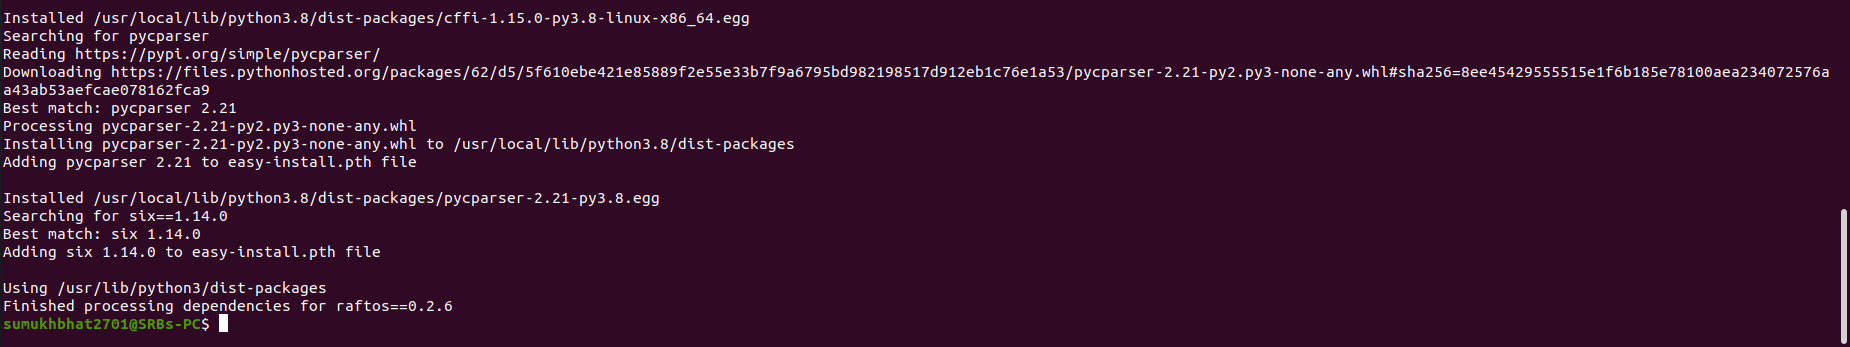 Installed /usr/local/lib/python3.8/dist-packages/cffi-1.15.0-py3.8-linux-x86_64.egg
Searching for pycparser
Reading https://pypi.org/simple/pycparser/
Downloading https://files.pythonhosted.org/packages/62/d5/5f610ebe421e85889f2e55e33b7f9a6795bd982198517d912eb1c76e1a53/pycparser-2.21-py2.py3-none-any.whl#sha256=8ee45429555515e1f6b185e78100aea234072576a
a43ab53aefcae078162fca9
Best match: pycparser 2.21
Processing pycparser-2.21-py2.py3-none-any.whl
Installing pycparser-2.21-py2.py3-none-any.whl to /usr/local/lib/python3.8/dist-packages
Adding pycparser 2.21 to easy-install.pth file
Installed /usr/local/lib/python3.8/dist-packages/pycparser-2.21-py3.8.egg
Searching for six==1.14.0
Best match: six 1.14.0
Adding six 1.14.0 to easy-install.pth file
Using /usr/lib/python3/dist-packages
Finished processing dependencies for raftos==0.2.6
sumukhbhat2701@SRBs-PC$